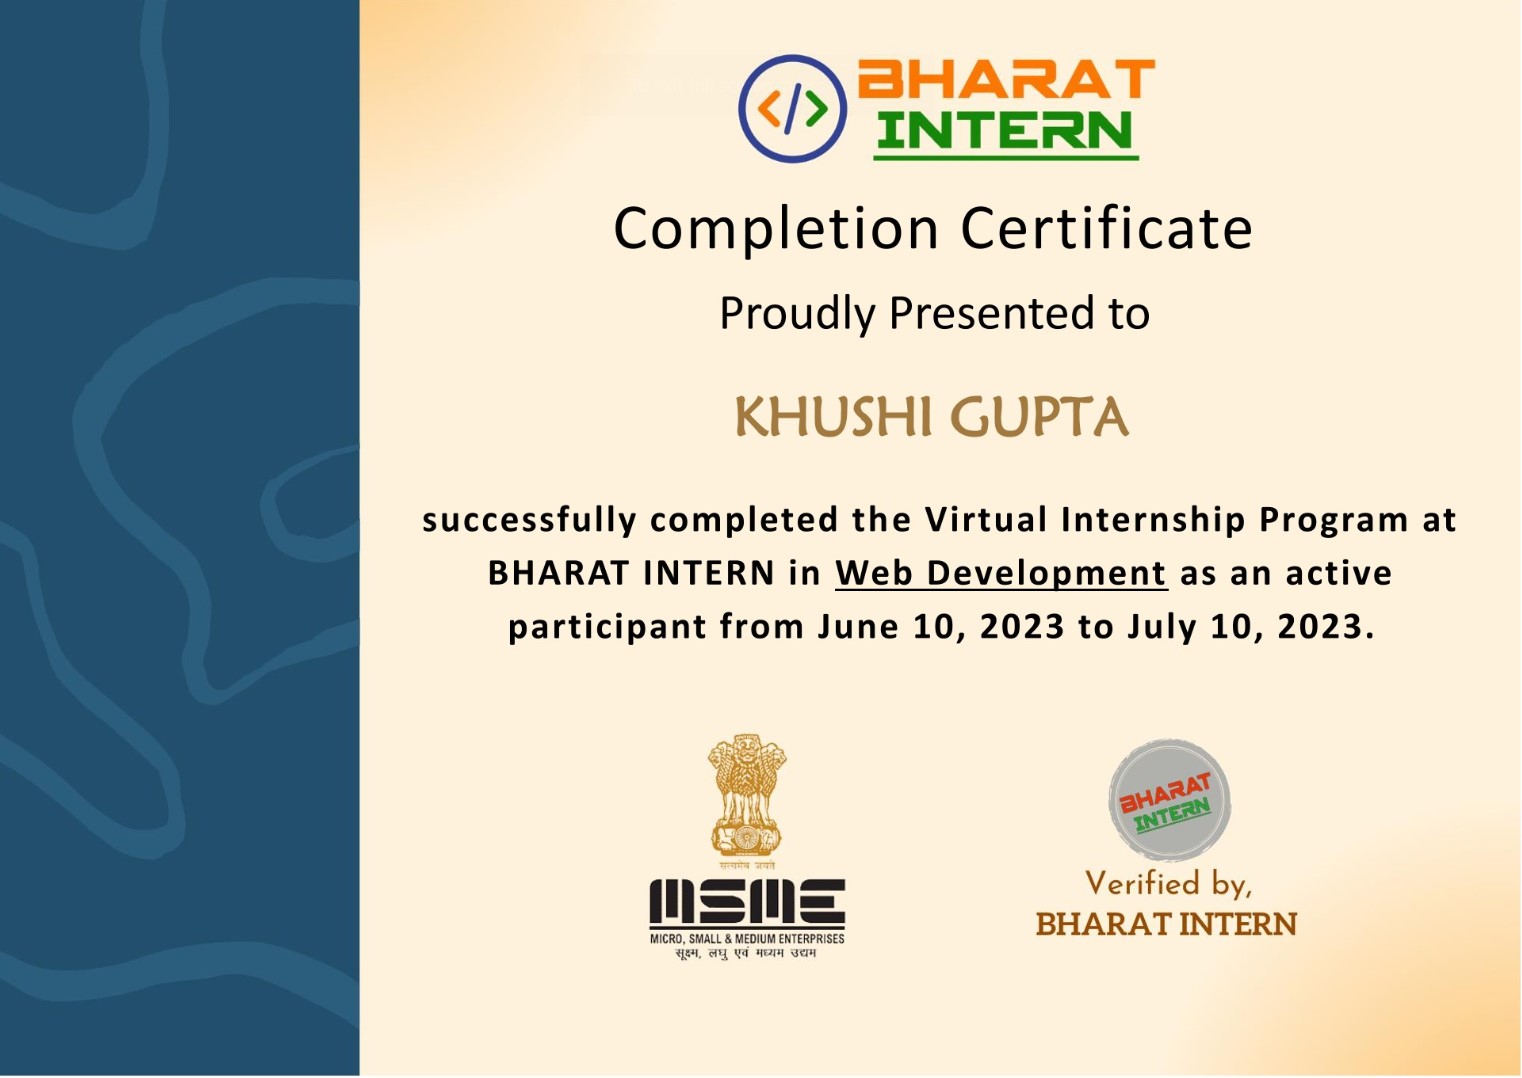 </>
BHARAT
INTERN
Completion Certificate
Proudly Presented to
KHUSHI GUPTA
successfully completed the Virtual Internship Program at
BHARAT INTERN in Web Development as an active
participant from June 10, 2023 to July 10, 2023.
सत्यमेव जयते
MSME
MICRO, SMALL & MEDIUM ENTERPRISES
सूक्ष्म, लघु एवं मध्यम उद्यम
BHARAT
INTERN
Verified by,
BHARAT INTERN